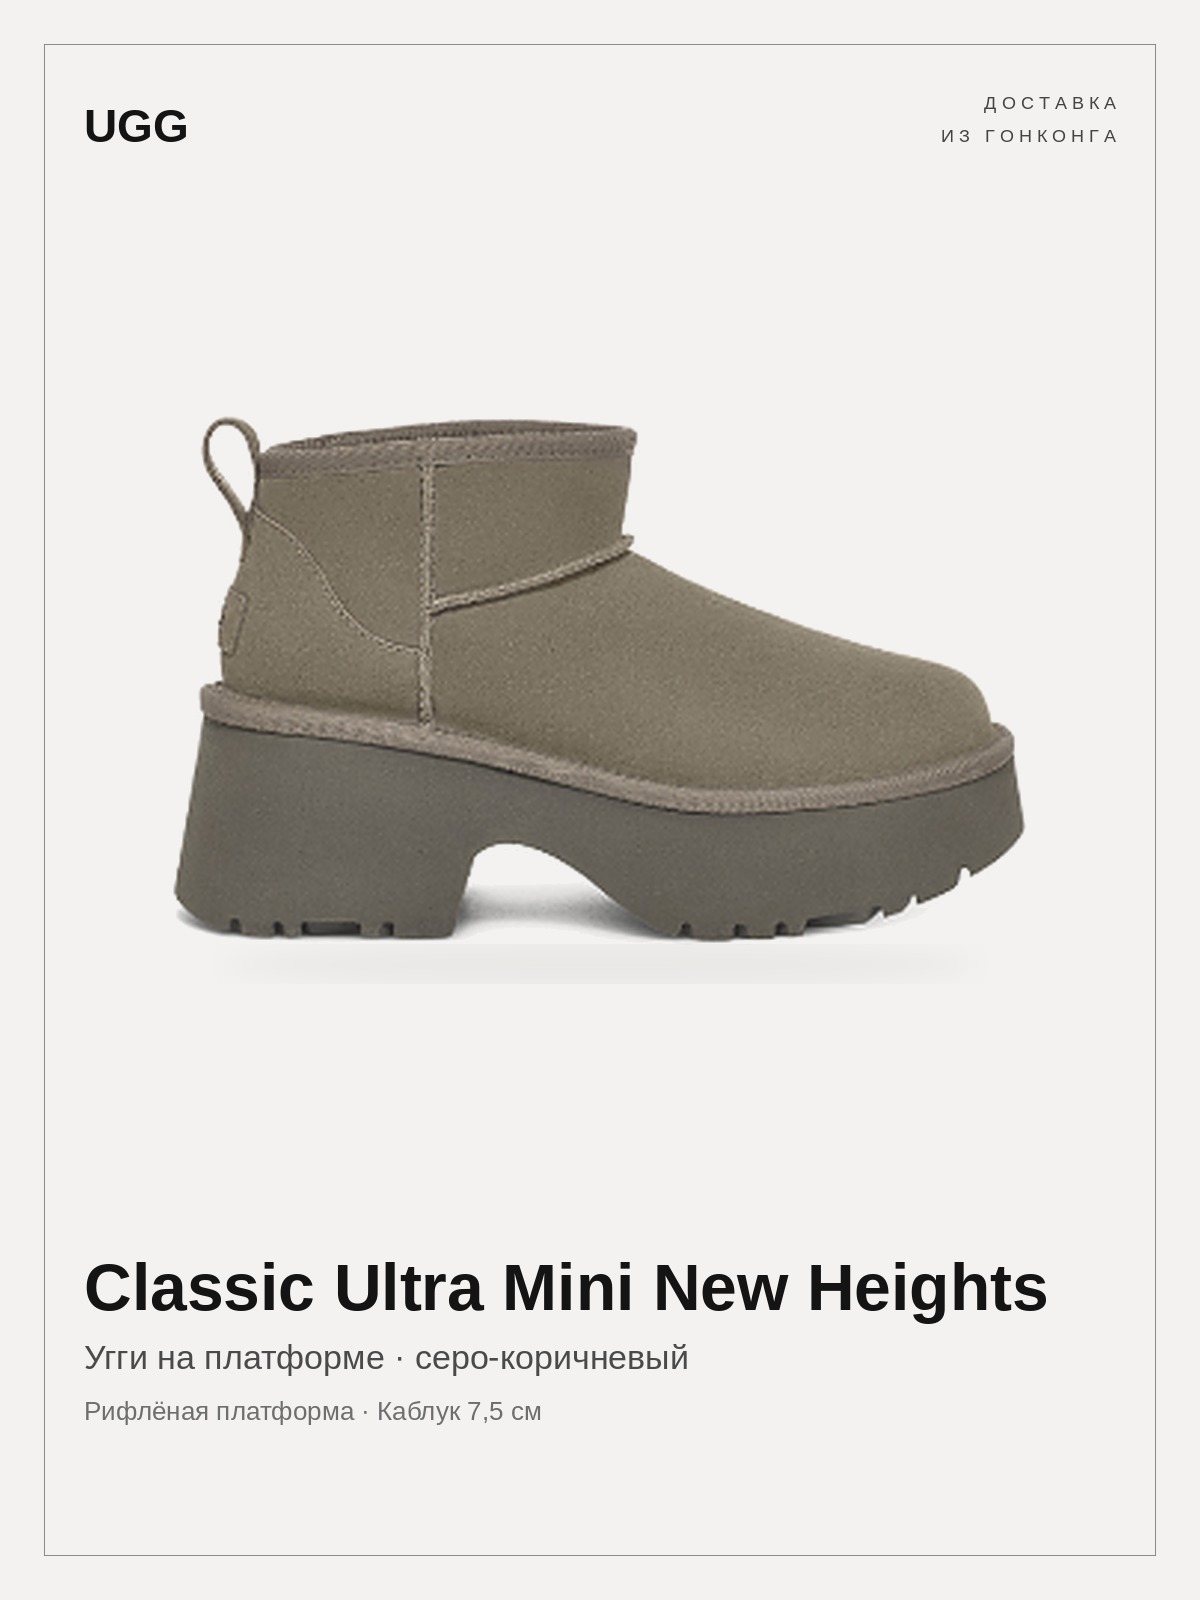 UGG
ДОСТАВКА
ИЗ ГОНКОНГА
Classic Ultra Mini New Heights
Угги на платформе · серо-коричневый
Рифлёная платформа · Каблук 7,5 см